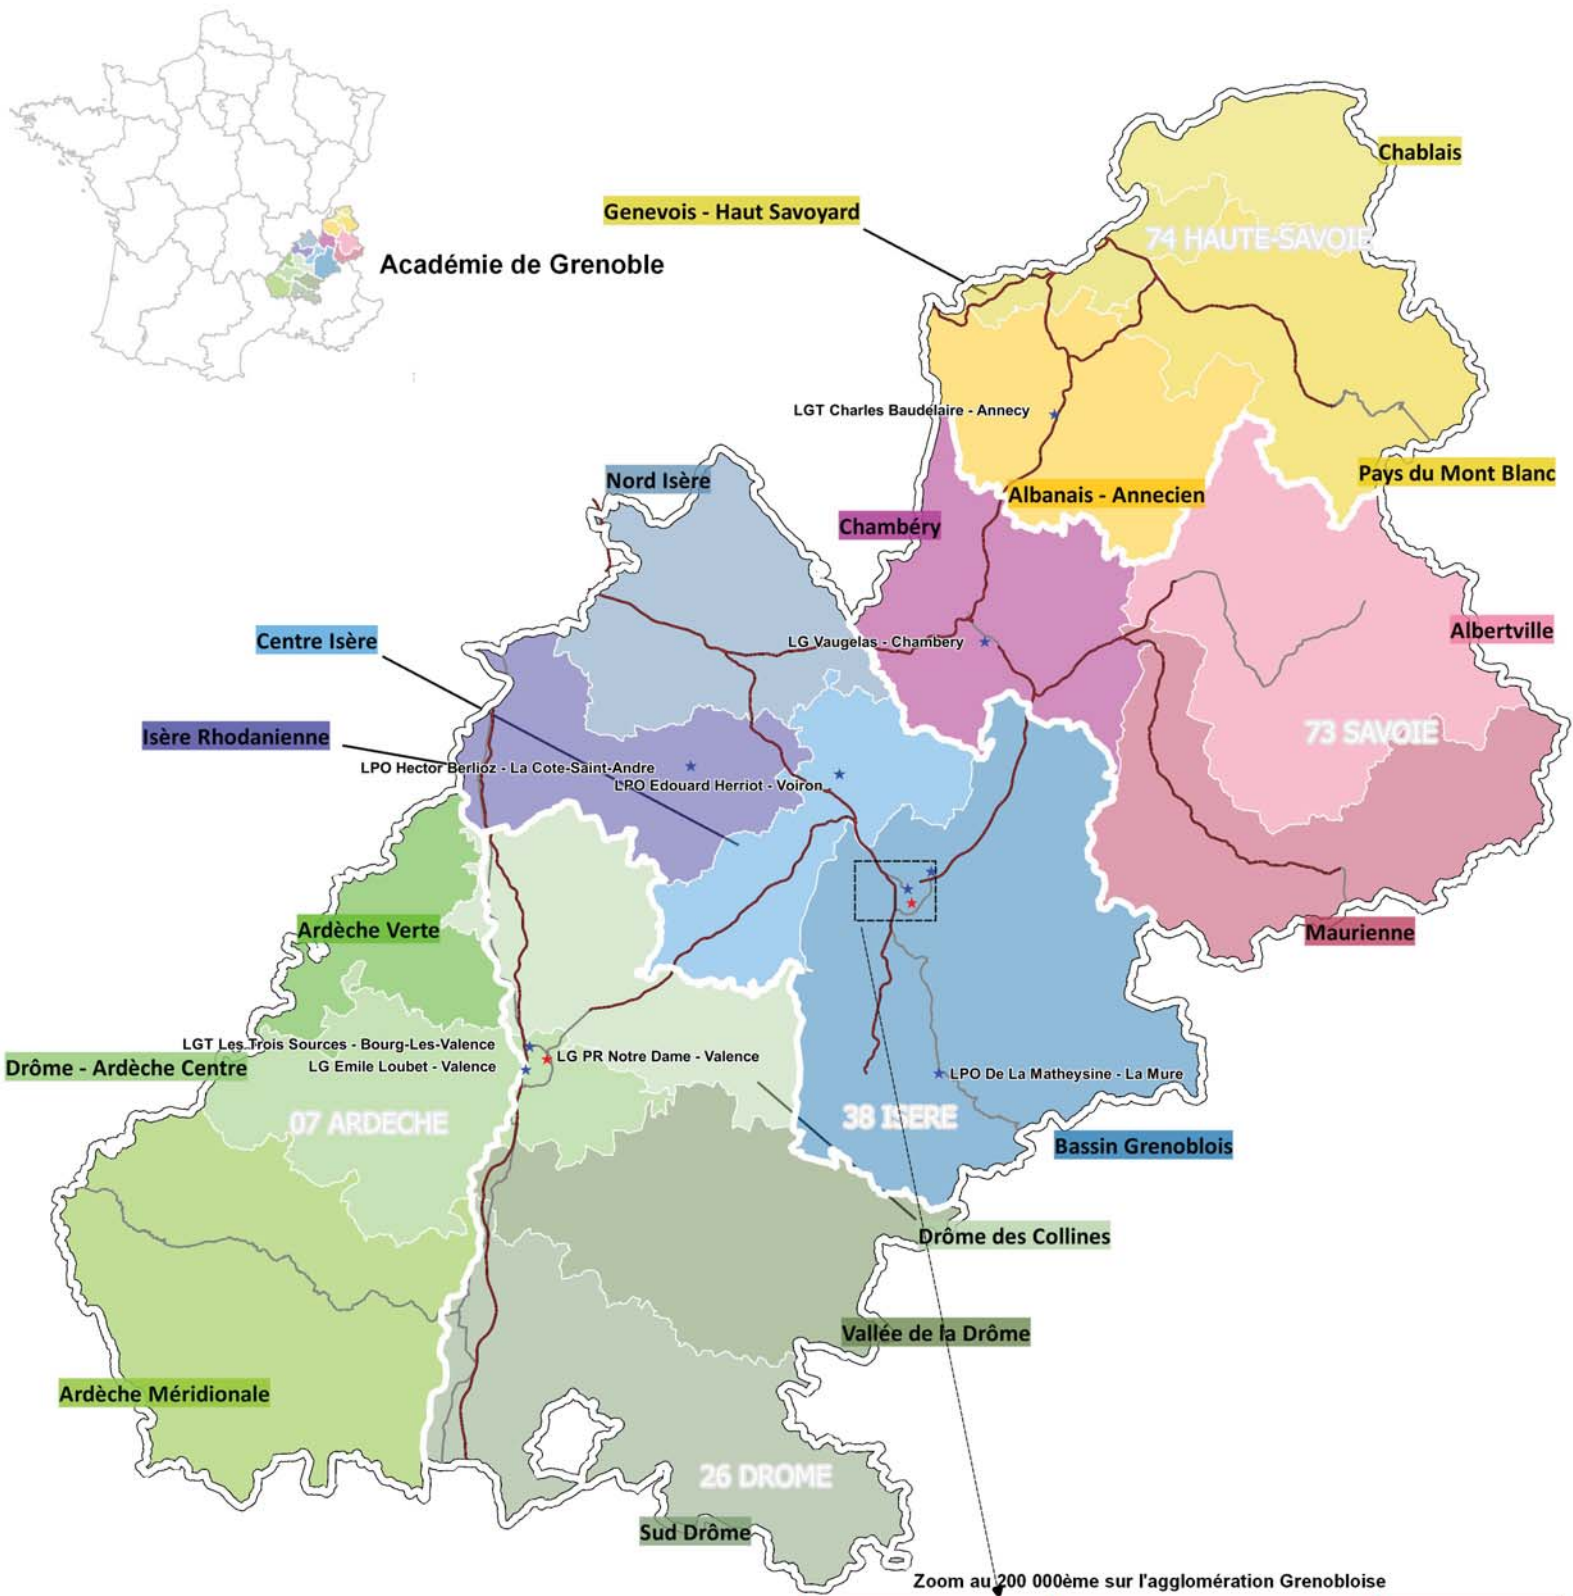 Chablais
Genevois - Haut Savoyard
74 HAUTE-SAVOIE
Académie de Grenoble
LGT Charles Baudelaire - Annecy
Nord Isère
Pays du Mont Blanc
Albanais - Annecien
Chambéry
Centre Isère
LG Vaugelas - Chambery
Albertville
Isère Rhodanienne
73 SAVOIE
LPO Hector Berlioz - La Cote-Saint-Andre
LPO Edouard Herriot - Voiron
Ardèche Verte
Maurienne
LGT Les Trois Sources - Bourg-Les-Valence
LG PR Notre Dame - Valence
Drôme - Ardèche Centre
LG Emile Loubet - Valence
LPO De La Matheysine - La Mure
07 ARDECHE
38 ISERE
Bassin Grenoblois
Drôme des Collines
Vallée de la Drôme
Ardèche Méridionale
26 DROME
Sud Drôme
Zoom au 200 000ème sur l'agglomération Grenobloise